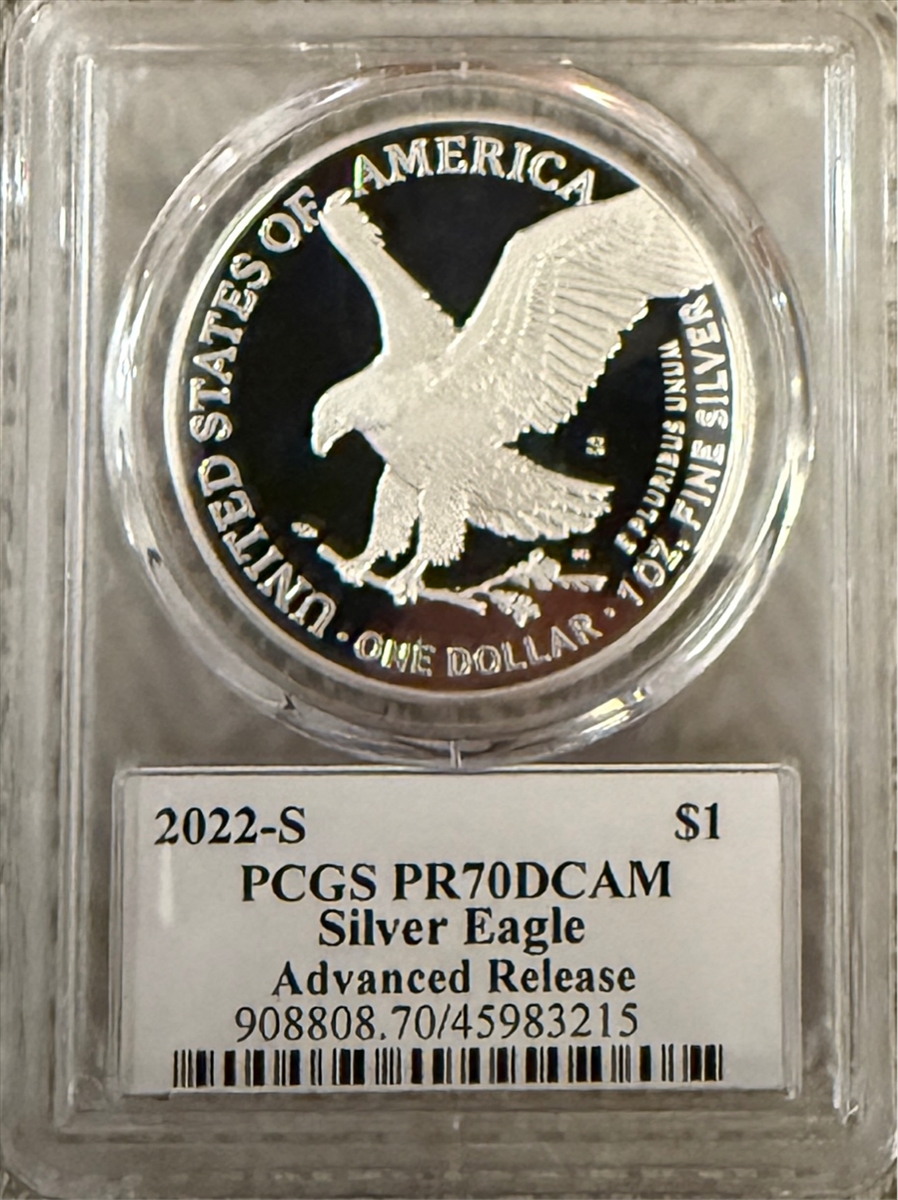 UNITED STATES OF AMERICA
E PLURIBUS UNUM
1 OZ. FINE SILVER
· ONE DOLLAR ·
2022-S $1
PCGS PR70DCAM
Silver Eagle
Advanced Release
908808.70/45983215